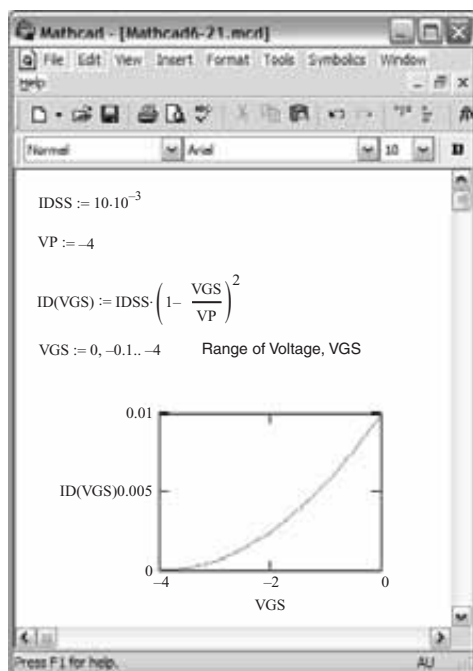 Mathcad - [Mathcad6-21.mcd]
File Edit View Insert Format Tools Symbolics Window
Help
Normal Arial 10 B
IDSS := 10·10⁻³
VP := –4
ID(VGS) := IDSS·(1– VGS/VP)²
VGS := 0, –0.1.. –4 Range of Voltage, VGS
0.01
ID(VGS)0.005
0
–4 –2 0
VGS
Press F1 for help. AU